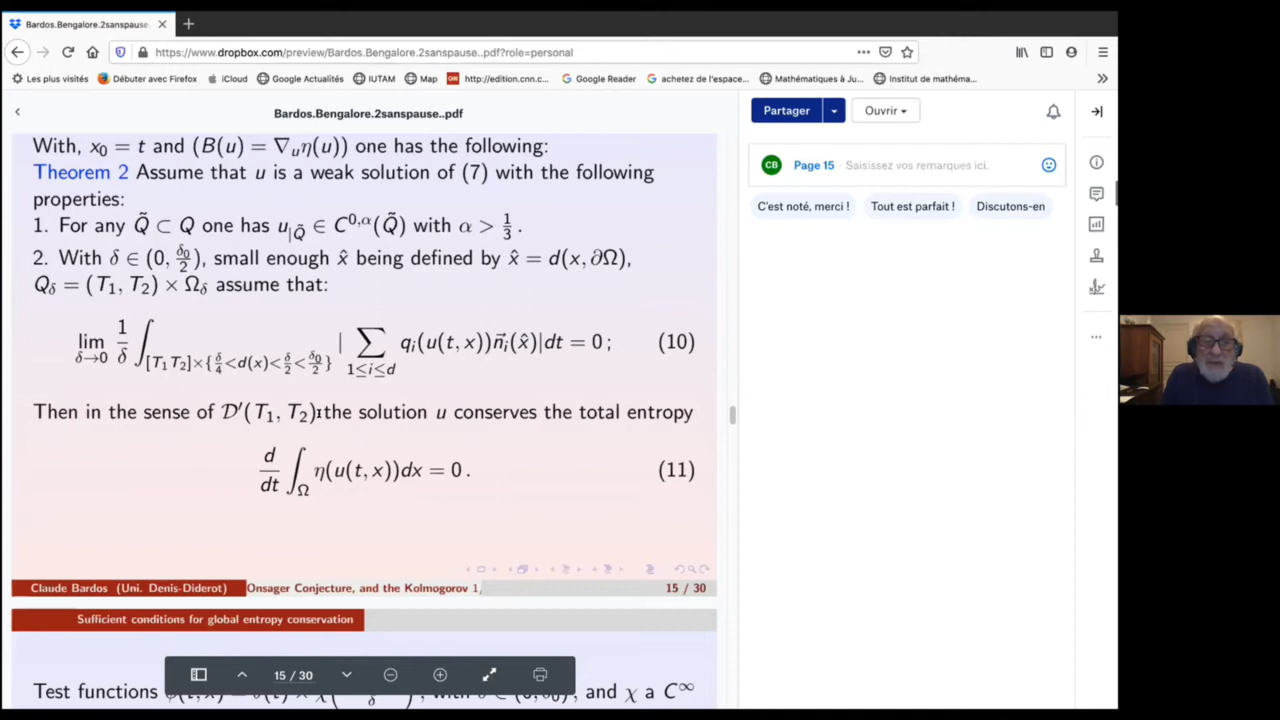 Bardos.Bengalore.2sanspause.
https://www.dropbox.com/preview/Bardos.Bengalore.2sanspause..pdf?role=personal
Les plus visités Débuter avec Firefox iCloud Google Actualités IUTAM Map http://edition.cnn.c... Google Reader achetez de l'espace... Mathématiques à Ju... Institut de mathéma...
Bardos.Bengalore.2sanspause..pdf
Partager Ouvrir
With, x₀ = t and (B(u) = ∇ᵤη(u)) one has the following:
Theorem 2 Assume that u is a weak solution of (7) with the following
properties:
1. For any Q̃ ⊂ Q one has u_{|Q̃} ∈ C^{0,α}(Q̃) with α > 1/3 .
2. With δ ∈ (0, δ₀/2), small enough x̂ being defined by x̂ = d(x, ∂Ω),
Q_δ = (T₁, T₂) × Ω_δ assume that:
lim_{δ→0} 1/δ ∫_{[T₁ T₂]×{δ/4<d(x)<δ/2<δ₀/2}} | ∑_{1≤i≤d} q_i(u(t, x))n⃗_i(x̂)|dt = 0 ; (10)
Then in the sense of D′(T₁, T₂) the solution u conserves the total entropy
d/dt ∫_Ω η(u(t, x))dx = 0 . (11)
Claude Bardos (Uni. Denis-Diderot) Onsager Conjecture, and the Kolmogorov 1/ 15 / 30
Sufficient conditions for global entropy conservation
15 / 30
Test functions
and χ a C^∞
CB Page 15 Saisissez vos remarques ici.
C'est noté, merci ! Tout est parfait ! Discutons-en